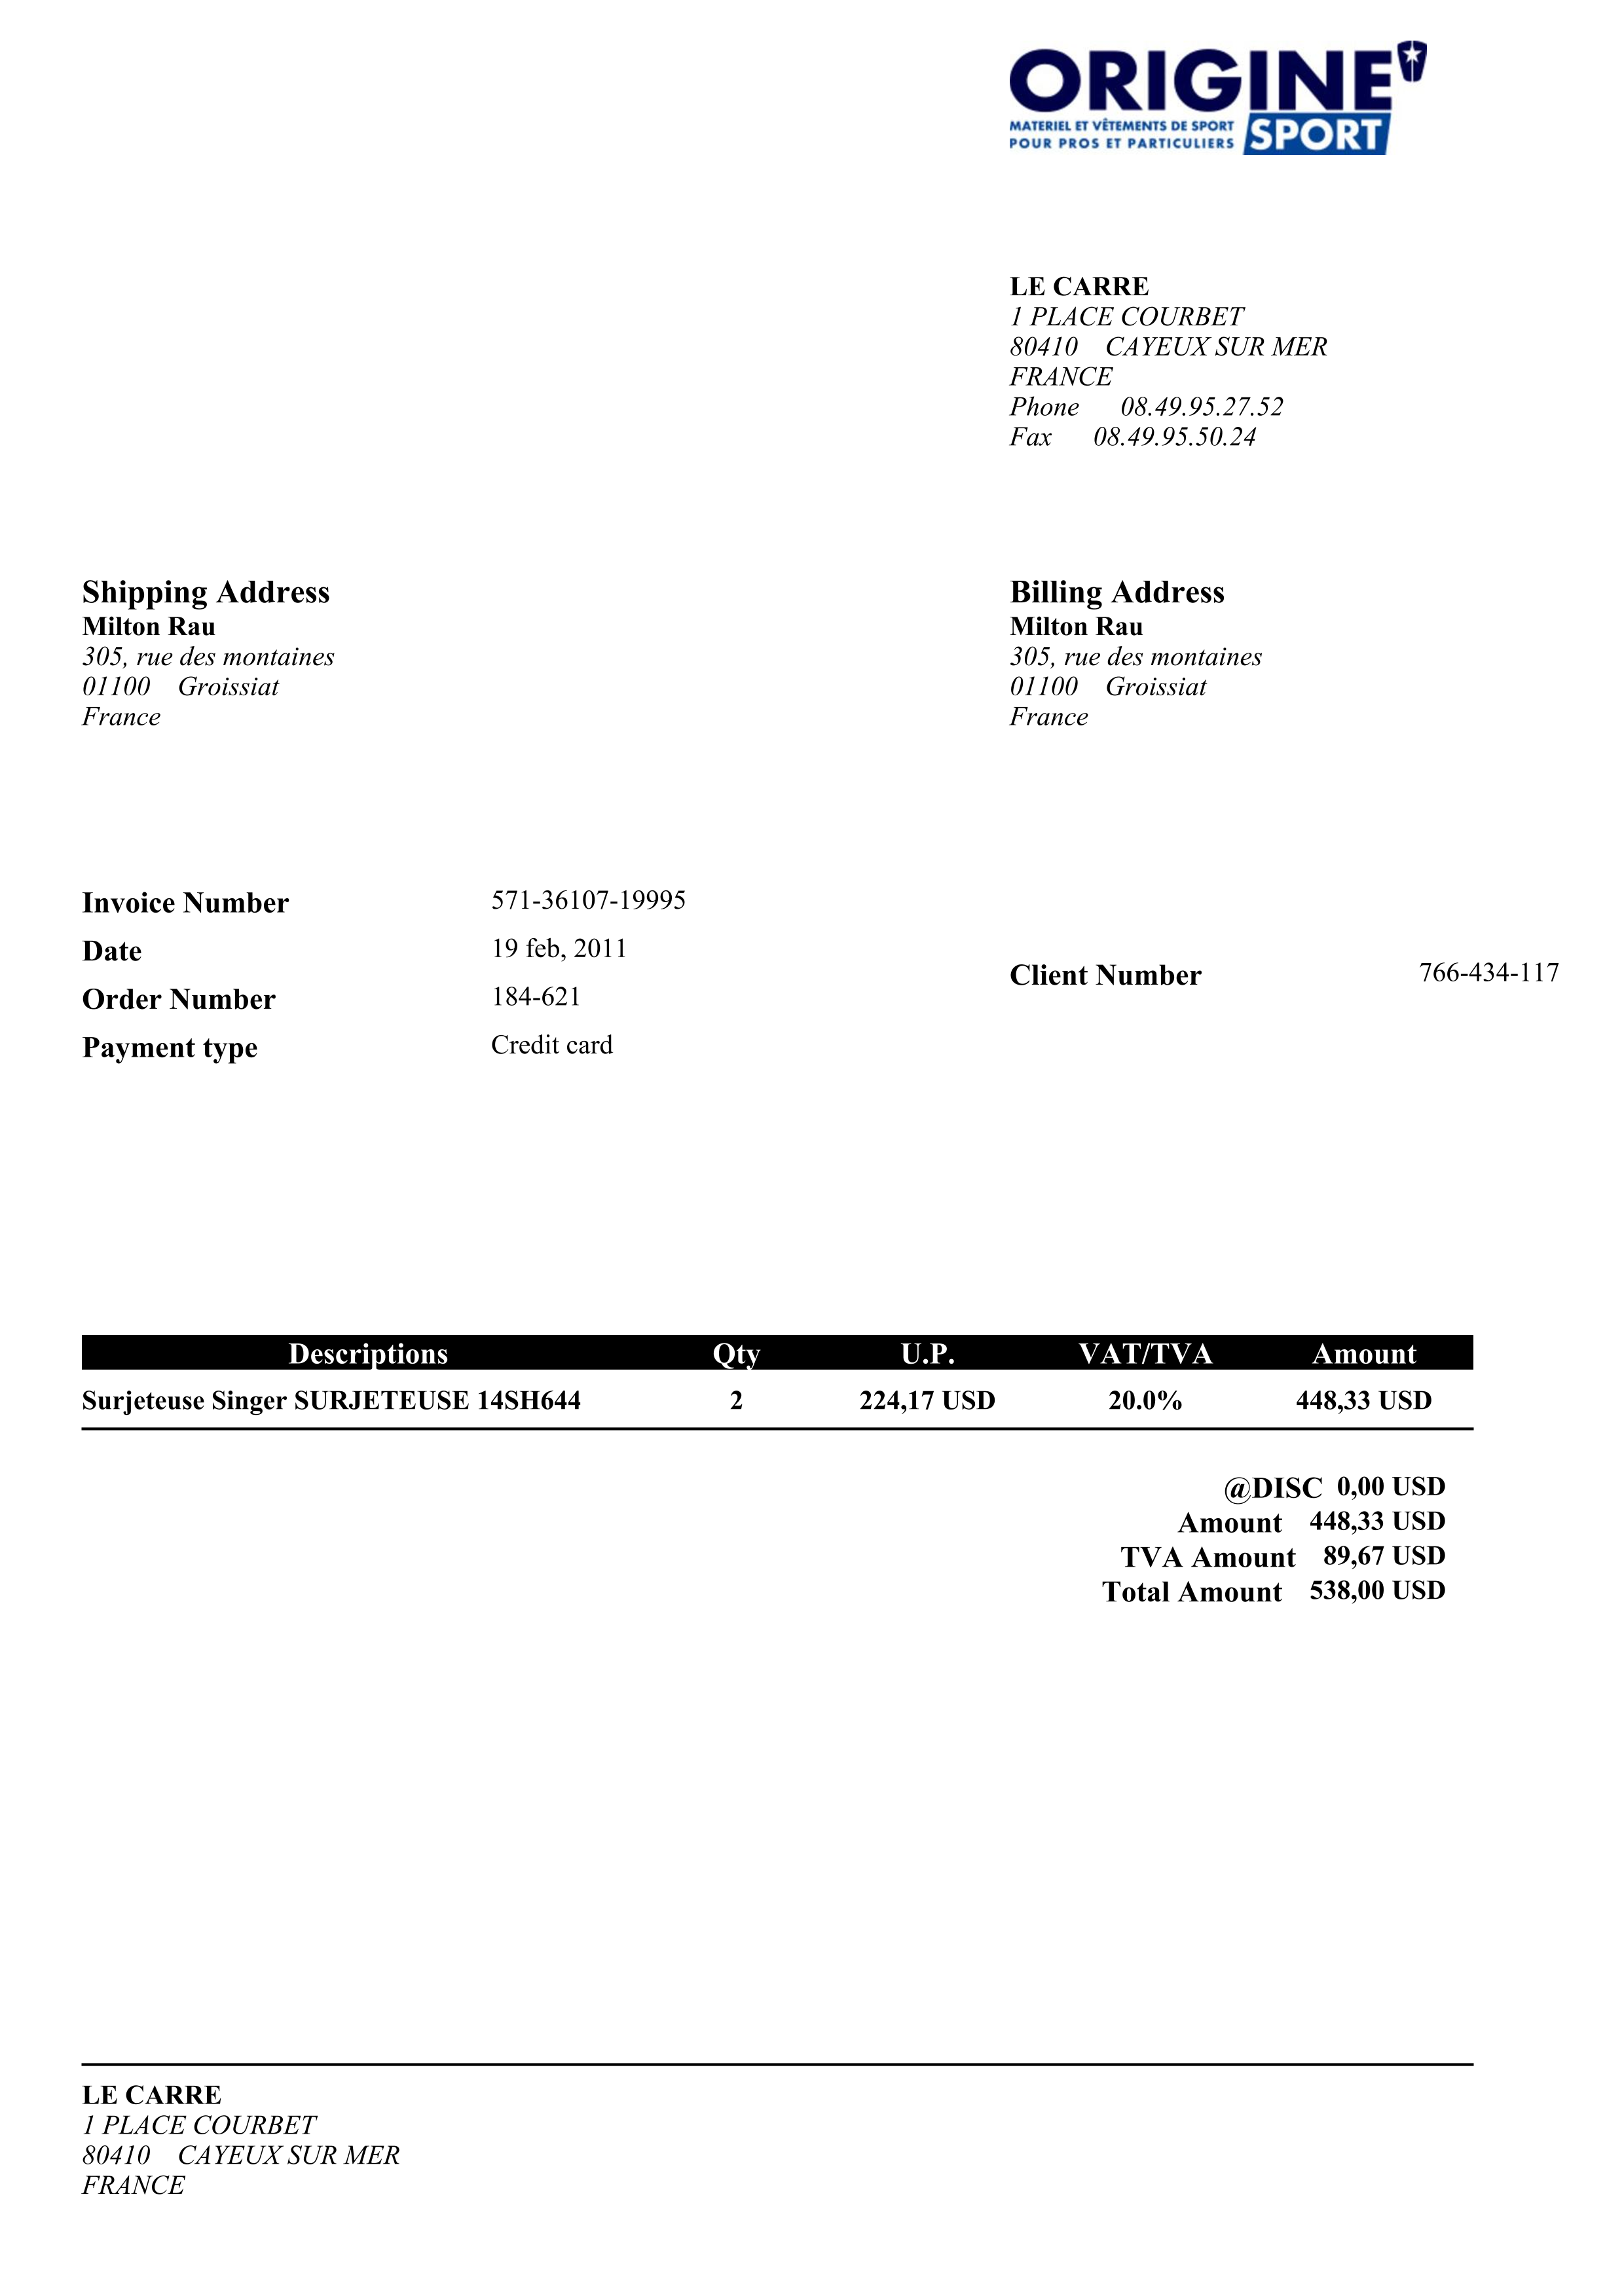 ORIGINE
MATERIEL ET VÊTEMENTS DE SPORT
POUR PROS ET PARTICULIERS
SPORT
LE CARRE
1 PLACE COURBET
80410 CAYEUX SUR MER
FRANCE
Phone 08.49.95.27.52
Fax 08.49.95.50.24
Shipping Address
Milton Rau
305, rue des montaines
01100 Groissiat
France
Billing Address
Milton Rau
305, rue des montaines
01100 Groissiat
France
Invoice Number 571-36107-19995
Date 19 feb, 2011
Order Number 184-621
Payment type Credit card
Client Number 766-434-117
Descriptions Qty U.P. VAT/TVA Amount
Surjeteuse Singer SURJETEUSE 14SH644 2 224,17 USD 20.0% 448,33 USD
@DISC 0,00 USD
Amount 448,33 USD
TVA Amount 89,67 USD
Total Amount 538,00 USD
LE CARRE
1 PLACE COURBET
80410 CAYEUX SUR MER
FRANCE